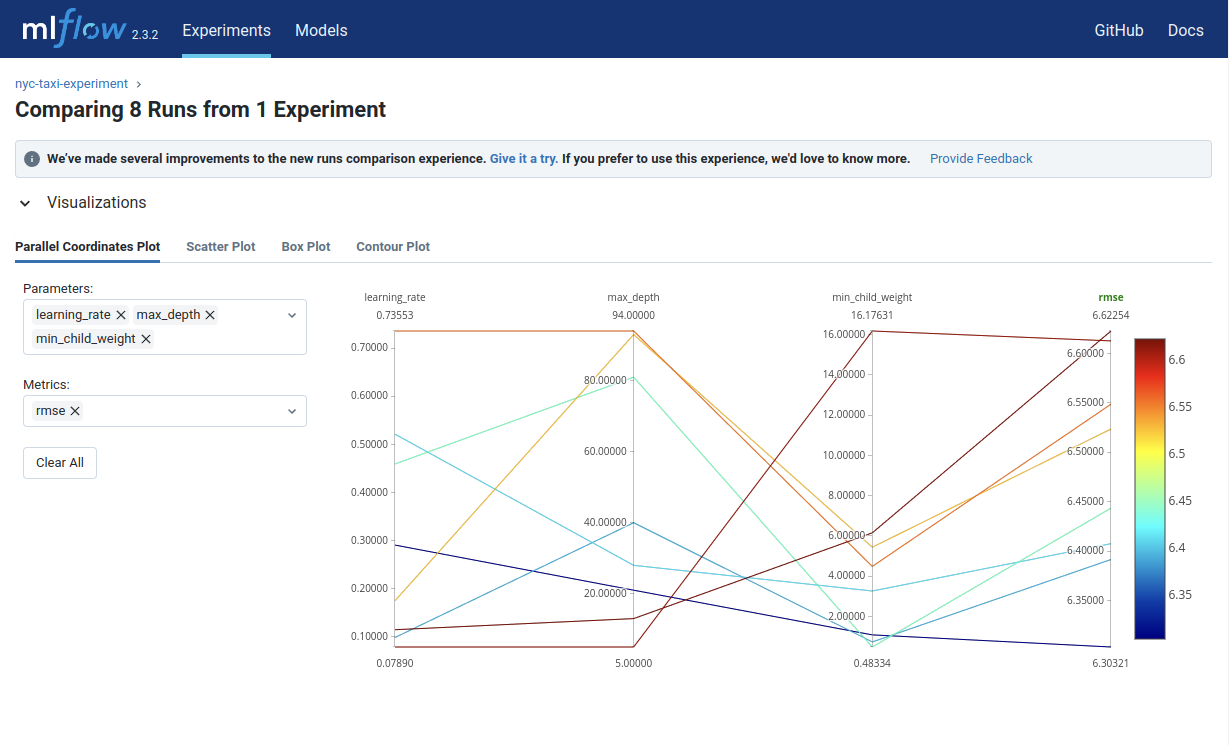 mlflow 2.3.2 Experiments Models GitHub Docs
nyc-taxi-experiment ›
Comparing 8 Runs from 1 Experiment
We've made several improvements to the new runs comparison experience. Give it a try. If you prefer to use this experience, we'd love to know more. Provide Feedback
Visualizations
Parallel Coordinates Plot Scatter Plot Box Plot Contour Plot
Parameters:
learning_rate max_depth
min_child_weight
Metrics:
rmse
Clear All
learning_rate
0.73553
0.70000
0.60000
0.50000
0.40000
0.30000
0.20000
0.10000
0.07890
max_depth
94.00000
80.00000
60.00000
40.00000
20.00000
5.00000
min_child_weight
16.17631
16.00000
14.00000
12.00000
10.00000
8.00000
6.00000
4.00000
2.00000
0.48334
rmse
6.62254
6.60000
6.55000
6.50000
6.45000
6.40000
6.35000
6.30321
6.6
6.55
6.5
6.45
6.4
6.35